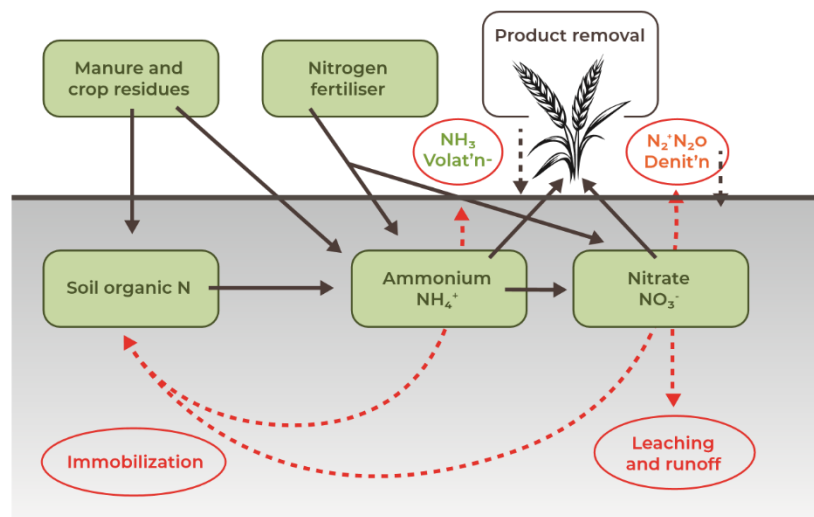 Manure and
crop residues
Nitrogen
fertiliser
Product removal
NH₃
Volat’n-
N₂⁺N₂O
Denit’n
Soil organic N
Ammonium
NH₄⁺
Nitrate
NO₃⁻
Immobilization
Leaching
and runoff